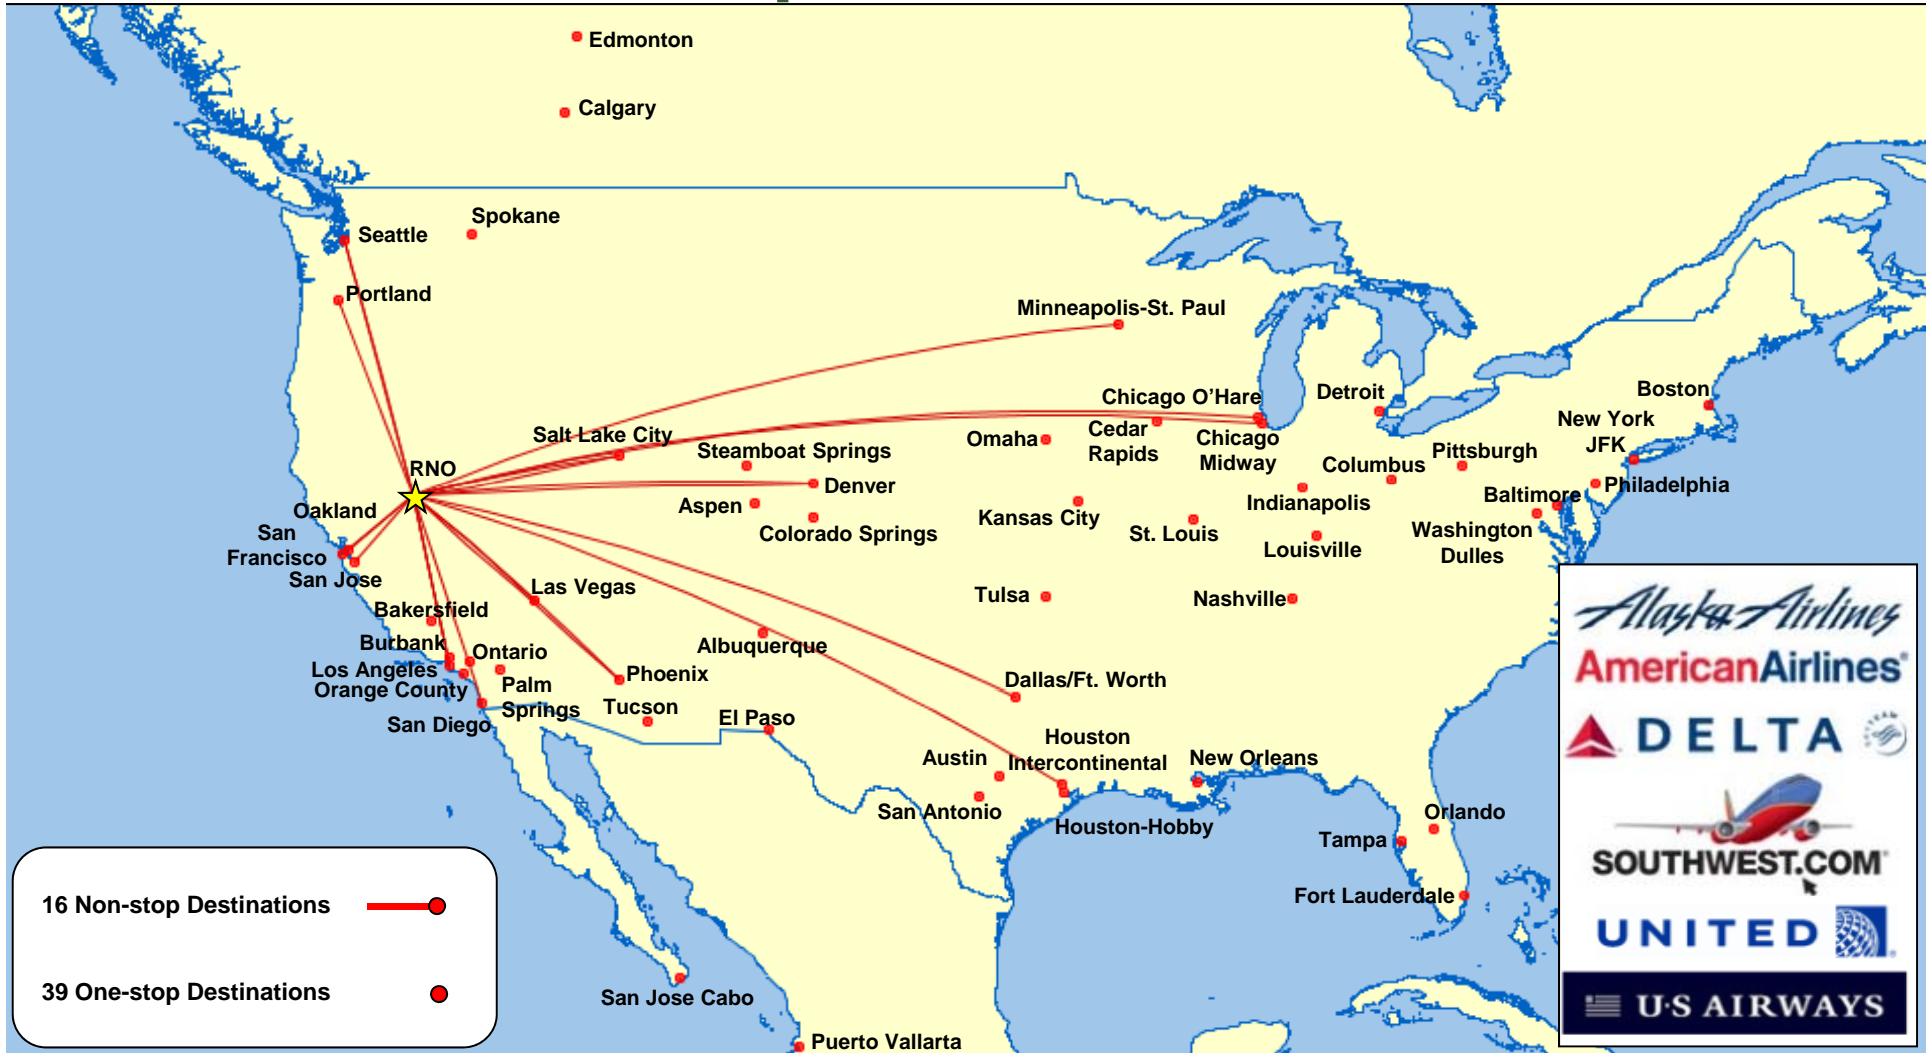 Edmonton
Calgary
Spokane
Seattle
Portland
Minneapolis-St. Paul
Chicago O'Hare
Detroit
Boston
New York
JFK
Salt Lake City
Steamboat Springs
Omaha
Cedar
Rapids
Chicago
Midway
Columbus
Pittsburgh
RNO
Denver
Aspen
Colorado Springs
Kansas City
St. Louis
Indianapolis
Louisville
Baltimore
Philadelphia
Washington
Dulles
Oakland
San
Francisco
San Jose
Las Vegas
Tulsa
Nashville
Bakersfield
Burbank
Ontario
Los Angeles
Orange County
Palm
Springs
San Diego
Albuquerque
Phoenix
Tucson
El Paso
Dallas/Ft. Worth
Houston
Intercontinental
Austin
San Antonio
Houston-Hobby
New Orleans
Orlando
Tampa
Fort Lauderdale
San Jose Cabo
Puerto Vallarta
16 Non-stop Destinations
39 One-stop Destinations
Alaska Airlines
AmericanAirlines
DELTA
SOUTHWEST.COM
UNITED
U·S AIRWAYS